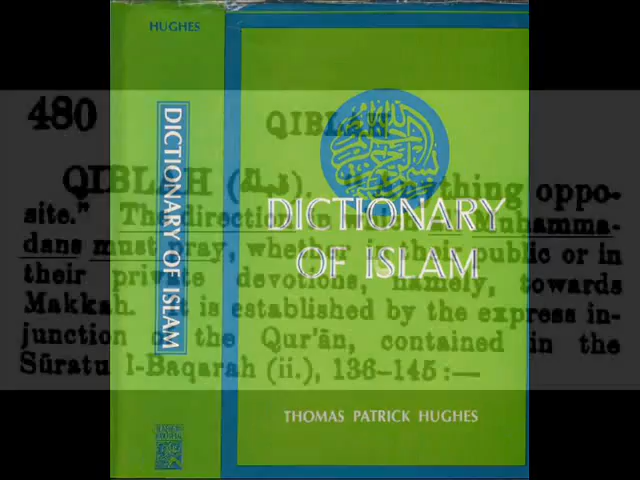 HUGHES
DICTIONARY OF ISLAM
DICTIONARY
OF ISLAM
THOMAS PATRICK HUGHES
480
QIBLAH
QIBLAH (قبلة). "Anything oppo-
site." The direction in which all Muhamma-
dans must pray, whether in their public or in
their private devotions, namely, towards
Makkah. It is established by the express in-
junction of the Qur'ān, contained in the
Sūratu l-Baqarah (ii.), 136–145 :—